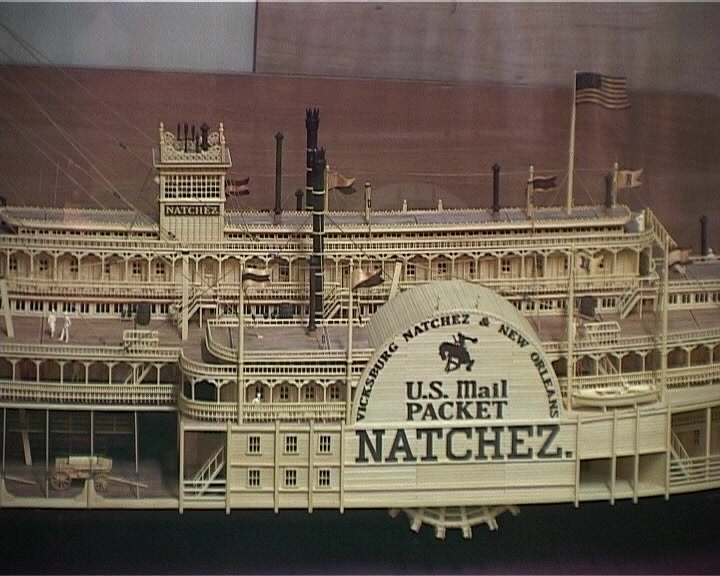 NATCHEZ
VICKSBURG NATCHEZ & NEW ORLEANS
U.S. Mail
PACKET
NATCHEZ.